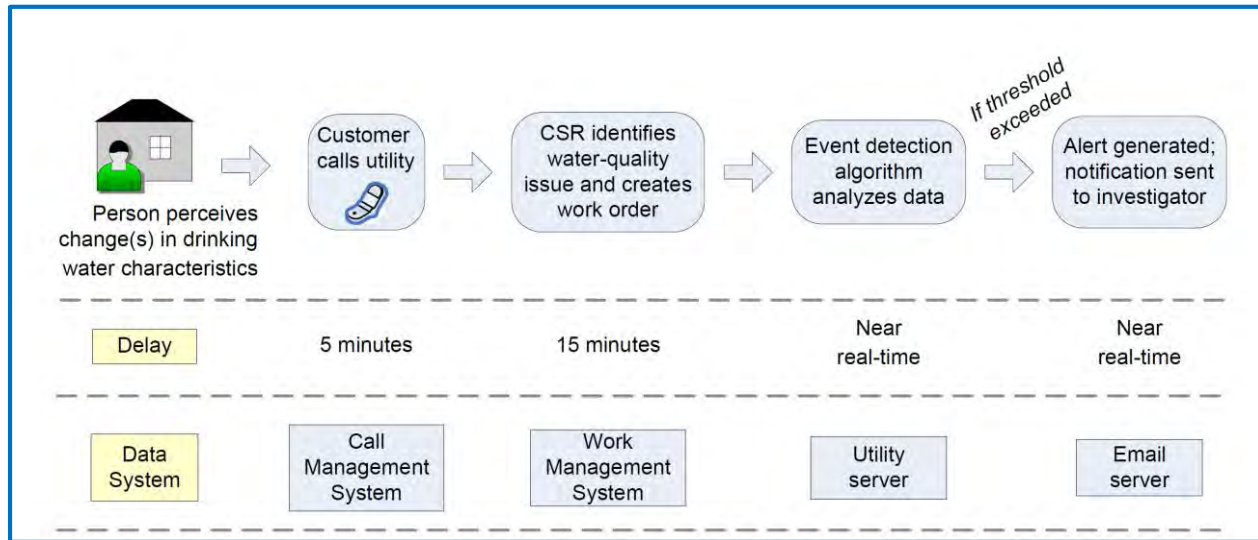 Person perceives
change(s) in drinking
water characteristics
Customer
calls utility
CSR identifies
water-quality
issue and creates
work order
Event detection
algorithm
analyzes data
If threshold
exceeded
Alert generated;
notification sent
to investigator
Delay
5 minutes
15 minutes
Near
real-time
Near
real-time
Data
System
Call
Management
System
Work
Management
System
Utility
server
Email
server